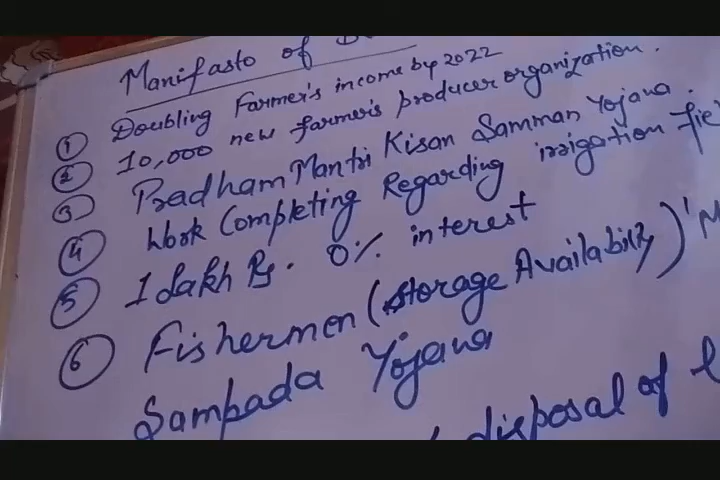 Manifasto of
① Doubling Farmer's income by 2022
② 10,000 new farmer's producer organization.
③ Pradham Mantri Kisan Samman Yojana.
④ Work Completing Regarding irrigation
⑤ 1 Lakh Rs. 0% interest
⑥ Fishermen (Storage Availability)
Sampada Yojana
disposal of